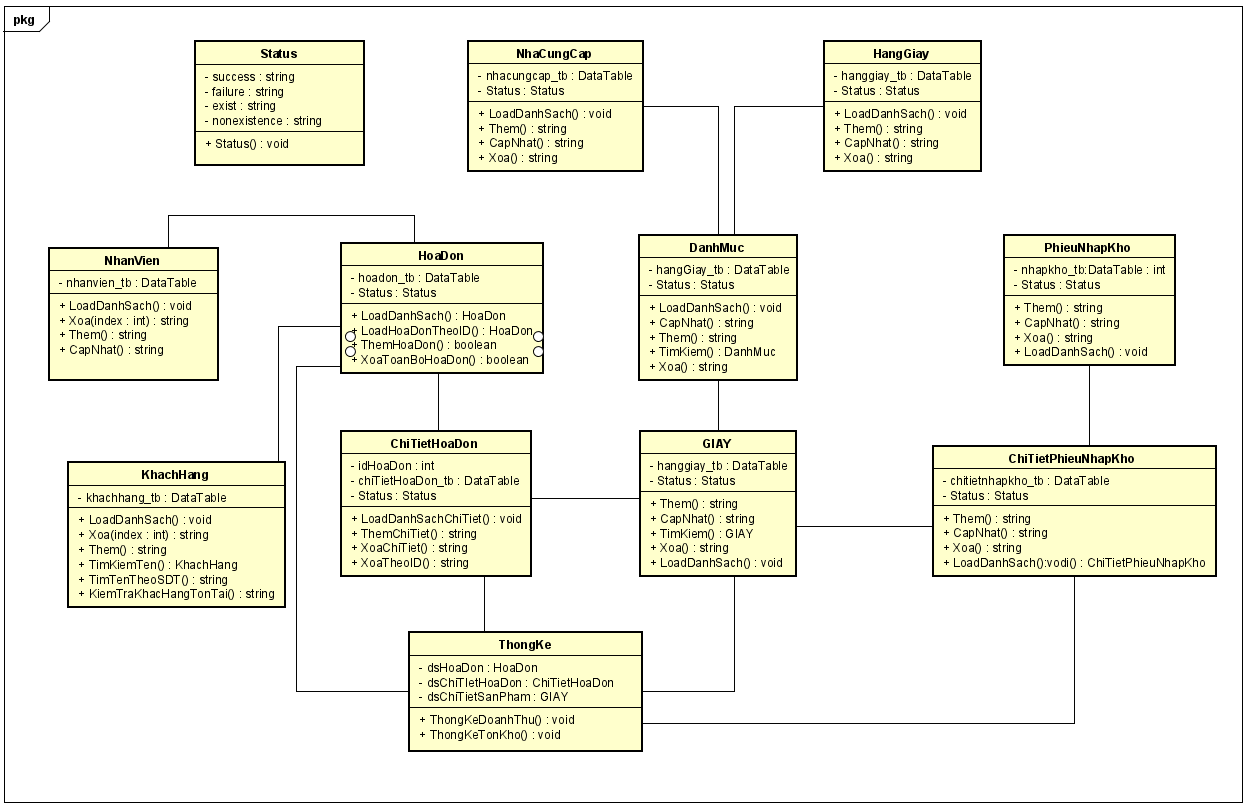 pkg
Status
- success : string
- failure : string
- exist : string
- nonexistence : string
+ Status() : void
NhaCungCap
- nhacungcap_tb : DataTable
- Status : Status
+ LoadDanhSach() : void
+ Them() : string
+ CapNhat() : string
+ Xoa() : string
HangGiay
- hanggiay_tb : DataTable
- Status : Status
+ LoadDanhSach() : void
+ Them() : string
+ CapNhat() : string
+ Xoa() : string
NhanVien
- nhanvien_tb : DataTable
+ LoadDanhSach() : void
+ Xoa(index : int) : string
+ Them() : string
+ CapNhat() : string
HoaDon
- hoadon_tb : DataTable
- Status : Status
+ LoadDanhSach() : HoaDon
+ LoadHoaDonTheoID() : HoaDon
+ ThemHoaDon() : boolean
+ XoaToanBoHoaDon() : boolean
DanhMuc
- hangGiay_tb : DataTable
- Status : Status
+ LoadDanhSach() : void
+ CapNhat() : string
+ Them() : string
+ TimKiem() : DanhMuc
+ Xoa() : string
PhieuNhapKho
- nhapkho_tb:DataTable : int
- Status : Status
+ Them() : string
+ CapNhat() : string
+ Xoa() : string
+ LoadDanhSach() : void
KhachHang
- khachhang_tb : DataTable
+ LoadDanhSach() : void
+ Xoa(index : int) : string
+ Them() : string
+ TimKiemTen() : KhachHang
+ TimTenTheoSDT() : string
+ KiemTraKhacHangTonTai() : string
ChiTietHoaDon
- idHoaDon : int
- chiTietHoaDon_tb : DataTable
- Status : Status
+ LoadDanhSachChiTiet() : void
+ ThemChiTiet() : string
+ XoaChiTiet() : string
+ XoaTheoID() : string
GIAY
- hanggiay_tb : DataTable
- Status : Status
+ Them() : string
+ CapNhat() : string
+ TimKiem() : GIAY
+ Xoa() : string
+ LoadDanhSach() : void
ChiTietPhieuNhapKho
- chitietnhapkho_tb : DataTable
- Status : Status
+ Them() : string
+ CapNhat() : string
+ Xoa() : string
+ LoadDanhSach():vodi() : ChiTietPhieuNhapKho
ThongKe
- dsHoaDon : HoaDon
- dsChiTIetHoaDon : ChiTietHoaDon
- dsChiTietSanPham : GIAY
+ ThongKeDoanhThu() : void
+ ThongKeTonKho() : void